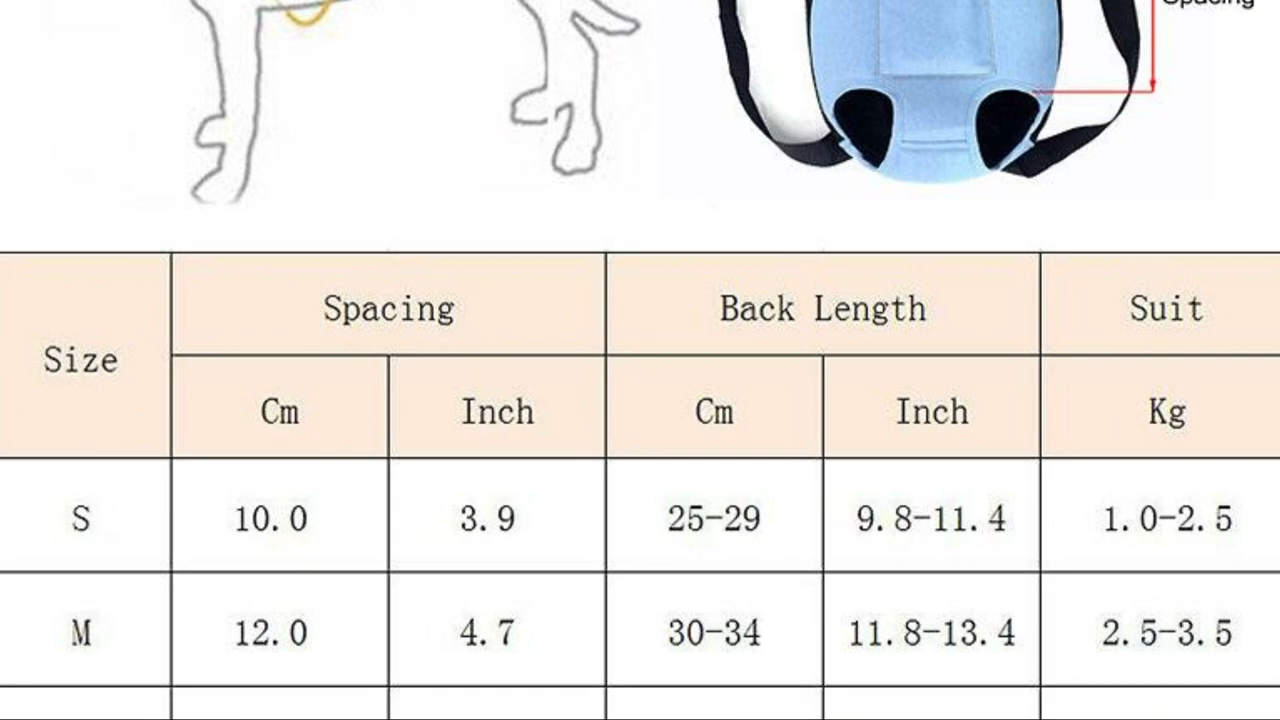 Spacing
Size Spacing Back Length Suit
Cm Inch Cm Inch Kg
S 10.0 3.9 25-29 9.8-11.4 1.0-2.5
M 12.0 4.7 30-34 11.8-13.4 2.5-3.5